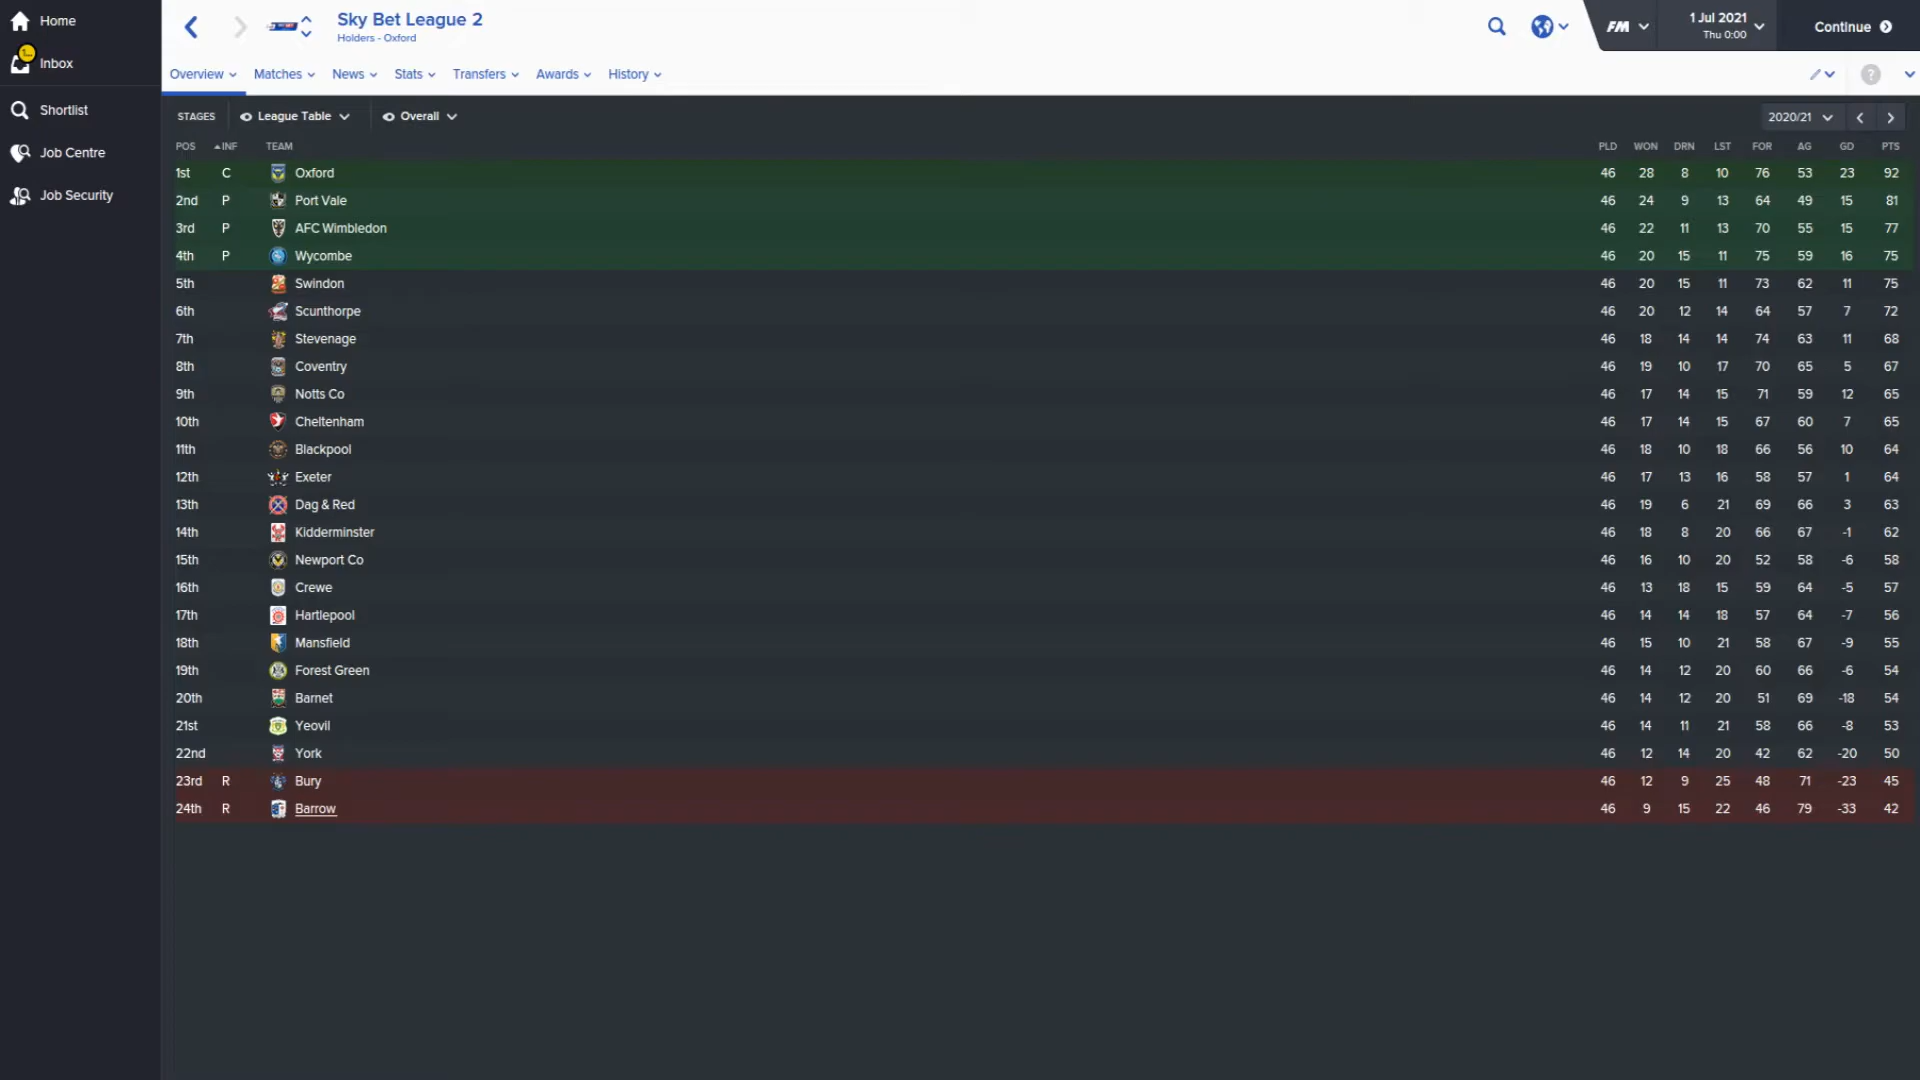 Home
Inbox
Shortlist
Job Centre
Job Security
Sky Bet League 2
Holders - Oxford
FM
1 Jul 2021
Thu 0:00
Continue
Overview Matches News Stats Transfers Awards History
?
STAGES League Table Overall 2020/21
POS INF TEAM PLD WON DRN LST FOR AG GD PTS
1st C Oxford 46 28 8 10 76 53 23 92
2nd P Port Vale 46 24 9 13 64 49 15 81
3rd P AFC Wimbledon 46 22 11 13 70 55 15 77
4th P Wycombe 46 20 15 11 75 59 16 75
5th Swindon 46 20 15 11 73 62 11 75
6th Scunthorpe 46 20 12 14 64 57 7 72
7th Stevenage 46 18 14 14 74 63 11 68
8th Coventry 46 19 10 17 70 65 5 67
9th Notts Co 46 17 14 15 71 59 12 65
10th Cheltenham 46 17 14 15 67 60 7 65
11th Blackpool 46 18 10 18 66 56 10 64
12th Exeter 46 17 13 16 58 57 1 64
13th Dag & Red 46 19 6 21 69 66 3 63
14th Kidderminster 46 18 8 20 66 67 -1 62
15th Newport Co 46 16 10 20 52 58 -6 58
16th Crewe 46 13 18 15 59 64 -5 57
17th Hartlepool 46 14 14 18 57 64 -7 56
18th Mansfield 46 15 10 21 58 67 -9 55
19th Forest Green 46 14 12 20 60 66 -6 54
20th Barnet 46 14 12 20 51 69 -18 54
21st Yeovil 46 14 11 21 58 66 -8 53
22nd York 46 12 14 20 42 62 -20 50
23rd R Bury 46 12 9 25 48 71 -23 45
24th R Barrow 46 9 15 22 46 79 -33 42